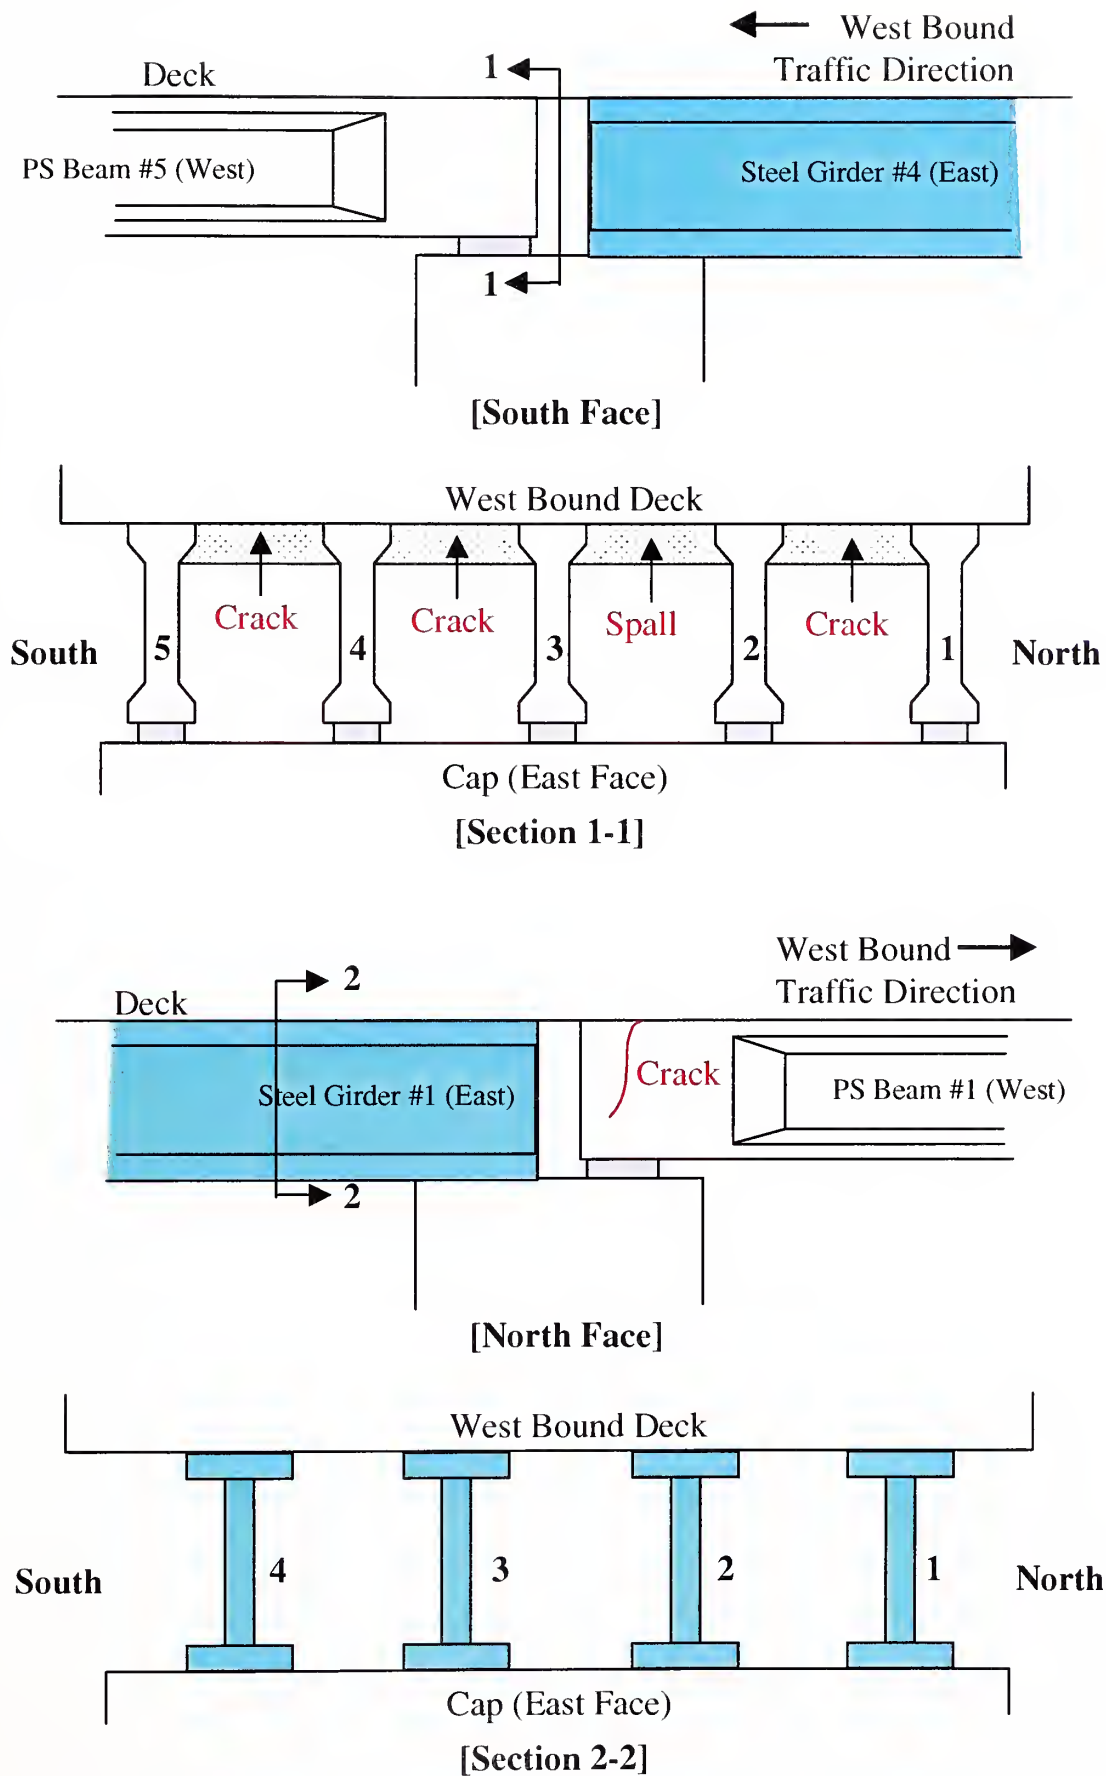 West Bound
Traffic Direction
Deck
1
PS Beam #5 (West)
Steel Girder #4 (East)
1
[South Face]
West Bound Deck
Crack
Crack
Spall
Crack
South
5
4
3
2
1
North
Cap (East Face)
[Section 1-1]
West Bound
Traffic Direction
2
Deck
Crack
Steel Girder #1 (East)
PS Beam #1 (West)
2
[North Face]
West Bound Deck
South
4
3
2
1
North
Cap (East Face)
[Section 2-2]